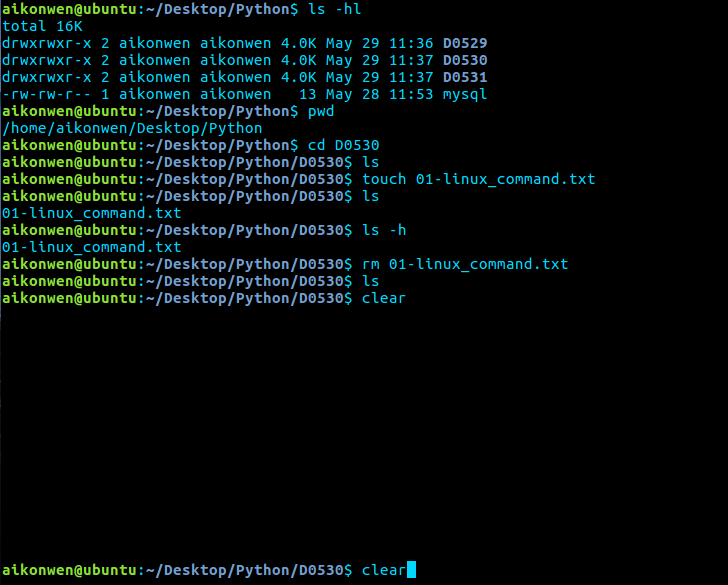 aikonwen@ubuntu:~/Desktop/Python$ ls -hl
total 16K
drwxrwxr-x 2 aikonwen aikonwen 4.0K May 29 11:36 D0529
drwxrwxr-x 2 aikonwen aikonwen 4.0K May 29 11:37 D0530
drwxrwxr-x 2 aikonwen aikonwen 4.0K May 29 11:37 D0531
-rw-rw-r-- 1 aikonwen aikonwen   13 May 28 11:53 mysql
aikonwen@ubuntu:~/Desktop/Python$ pwd
/home/aikonwen/Desktop/Python
aikonwen@ubuntu:~/Desktop/Python$ cd D0530
aikonwen@ubuntu:~/Desktop/Python/D0530$ ls
aikonwen@ubuntu:~/Desktop/Python/D0530$ touch 01-linux_command.txt
aikonwen@ubuntu:~/Desktop/Python/D0530$ ls
01-linux_command.txt
aikonwen@ubuntu:~/Desktop/Python/D0530$ ls -h
01-linux_command.txt
aikonwen@ubuntu:~/Desktop/Python/D0530$ rm 01-linux_command.txt
aikonwen@ubuntu:~/Desktop/Python/D0530$ ls
aikonwen@ubuntu:~/Desktop/Python/D0530$ clear
aikonwen@ubuntu:~/Desktop/Python/D0530$ clear